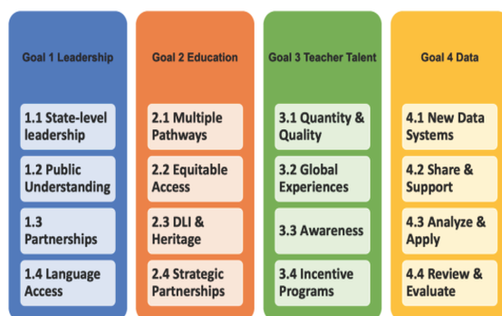 Goal 1 Leadership
1.1 State-level
leadership
1.2 Public
Understanding
1.3
Partnerships
1.4 Language
Access
Goal 2 Education
2.1 Multiple
Pathways
2.2 Equitable
Access
2.3 DLI &
Heritage
2.4 Strategic
Partnerships
Goal 3 Teacher Talent
3.1 Quantity &
Quality
3.2 Global
Experiences
3.3 Awareness
3.4 Incentive
Programs
Goal 4 Data
4.1 New Data
Systems
4.2 Share &
Support
4.3 Analyze &
Apply
4.4 Review &
Evaluate